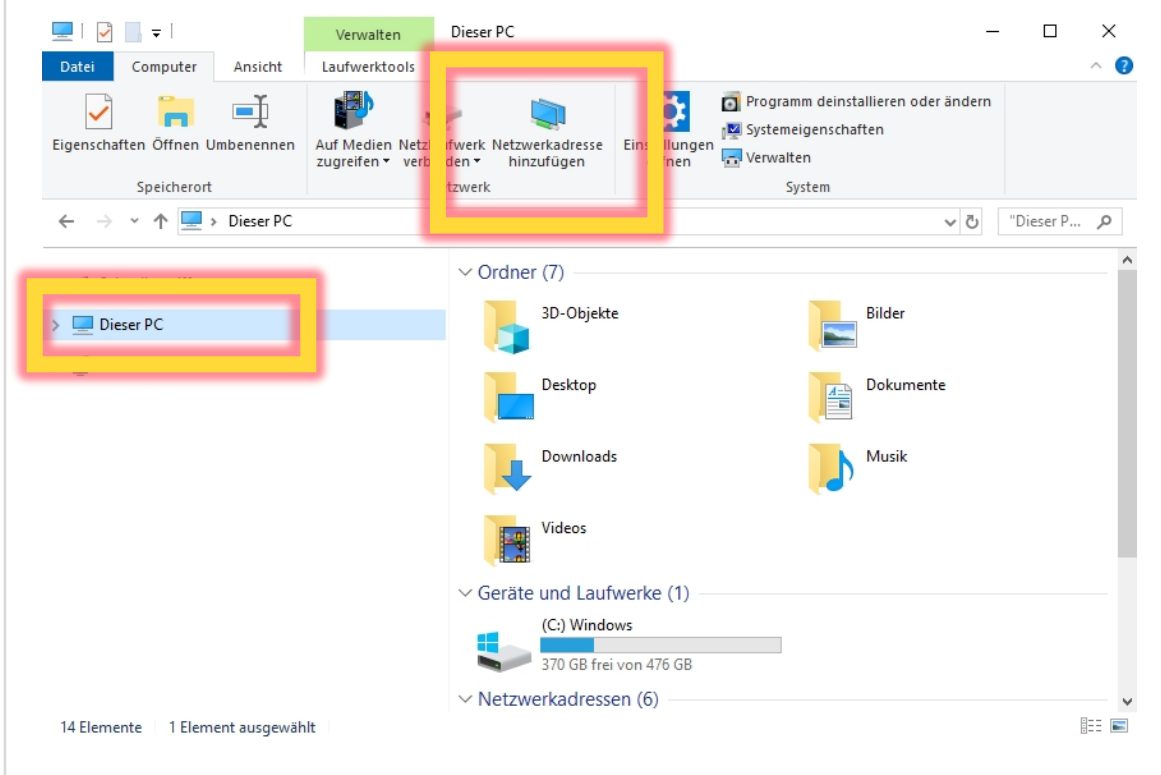 Verwalten
Dieser PC
Datei
Computer
Ansicht
Laufwerktools
Eigenschaften
Öffnen
Umbenennen
Speicherort
Auf Medien
zugreifen
Netzwerkadresse
hinzufügen
Programm deinstallieren oder ändern
Systemeigenschaften
Verwalten
System
Dieser PC
"Dieser P...
Dieser PC
Ordner (7)
3D-Objekte
Bilder
Desktop
Dokumente
Downloads
Musik
Videos
Geräte und Laufwerke (1)
(C:) Windows
370 GB frei von 476 GB
Netzwerkadressen (6)
14 Elemente
1 Element ausgewählt